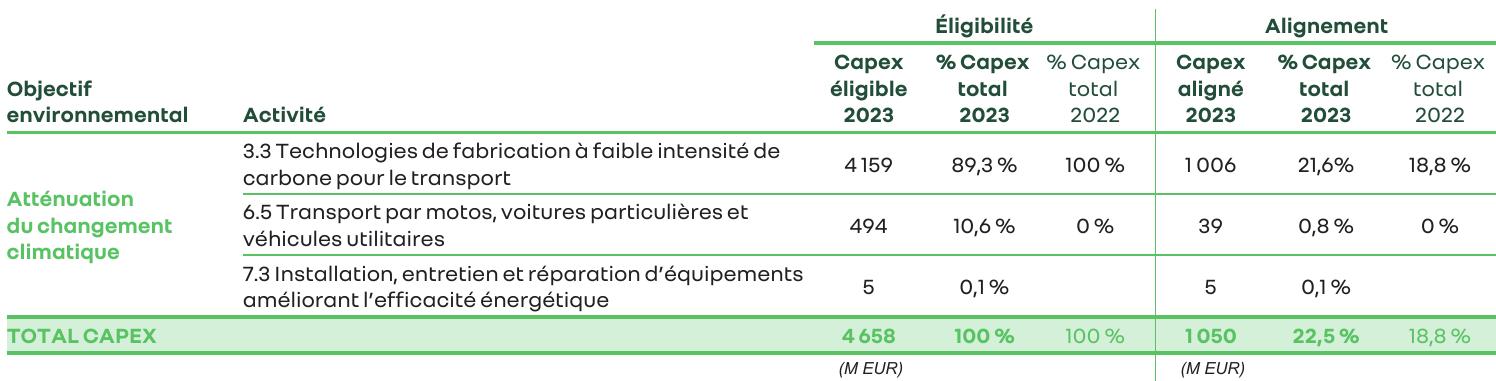 Éligibilité Alignement
Objectif environnemental Activité Capex éligible 2023 % Capex total 2023 % Capex total 2022 Capex aligné 2023 % Capex total 2023 % Capex total 2022
Atténuation du changement climatique
3.3 Technologies de fabrication à faible intensité de
carbone pour le transport
4 159 89,3 % 100 % 1 006 21,6% 18,8 %
6.5 Transport par motos, voitures particulières et
véhicules utilitaires
494 10,6 % 0 % 39 0,8 % 0 %
7.3 Installation, entretien et réparation d’équipements
améliorant l’efficacité énergétique
5 0,1 % 5 0,1 %
TOTAL CAPEX 4 658 100 % 100 % 1 050 22,5 % 18,8 %
(M EUR) (M EUR)